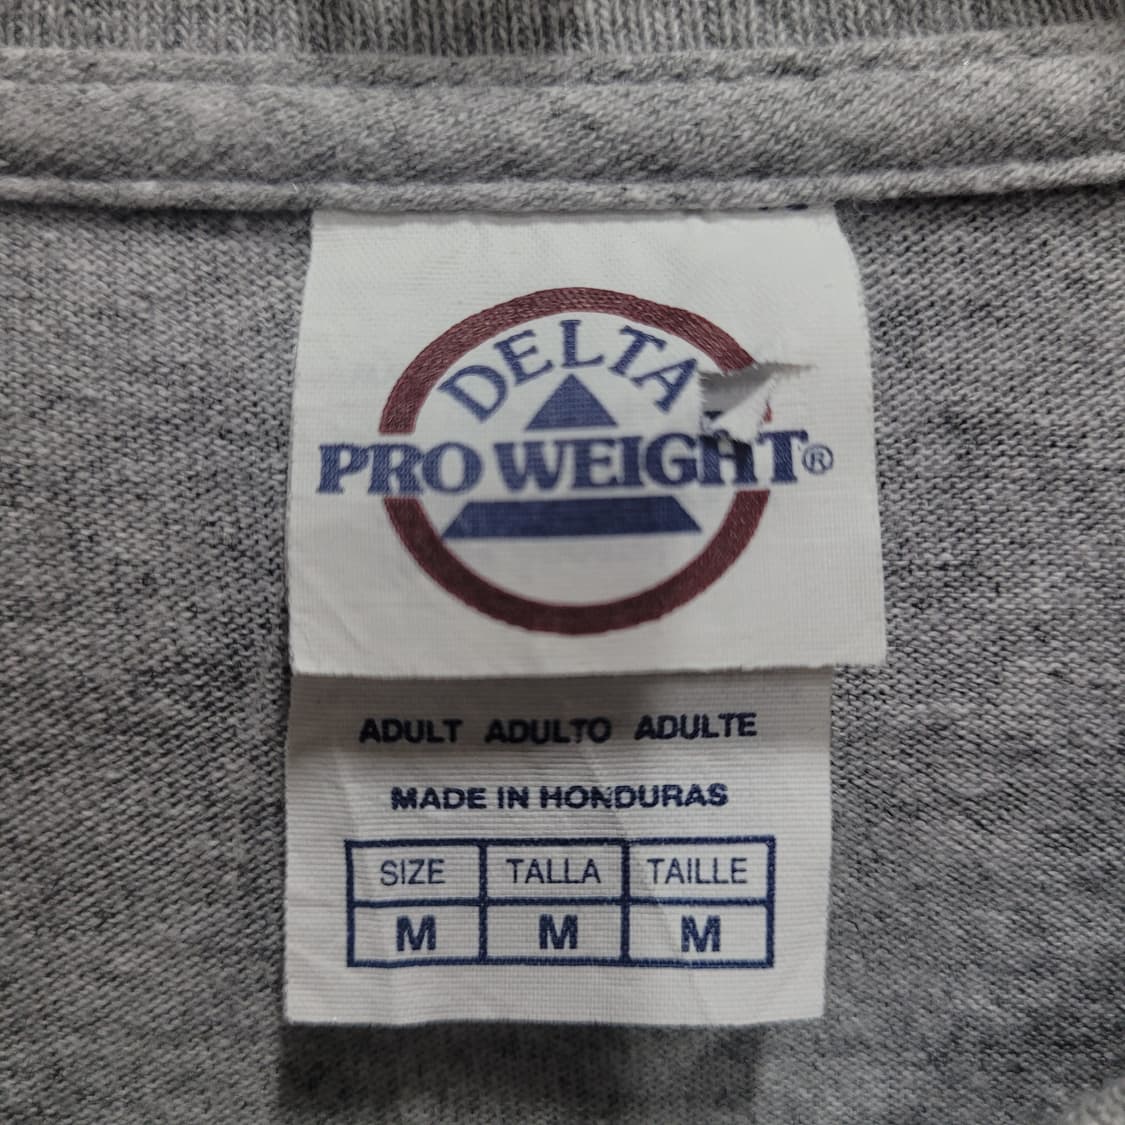 DELTA
PRO WEIGHT®
ADULT ADULTO ADULTE
MADE IN HONDURAS
SIZE TALLA TAILLE
M M M